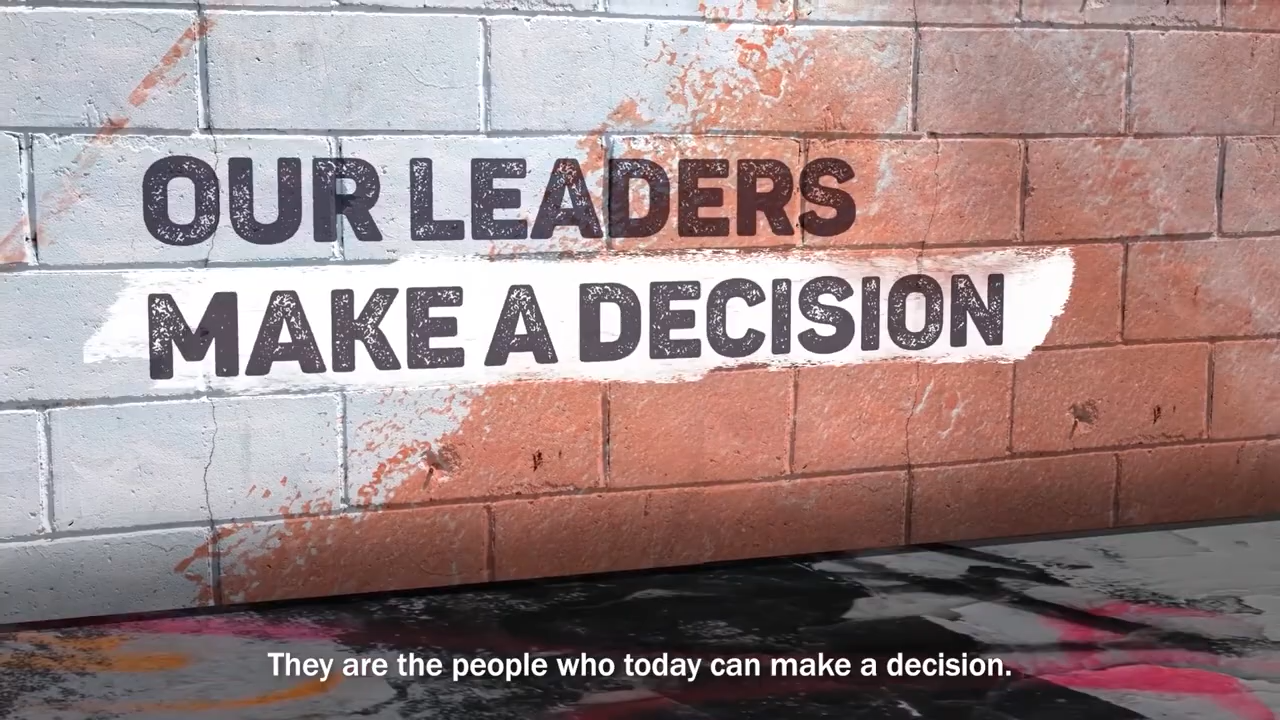 OUR LEADERS
MAKE A DECISION
They are the people who today can make a decision.